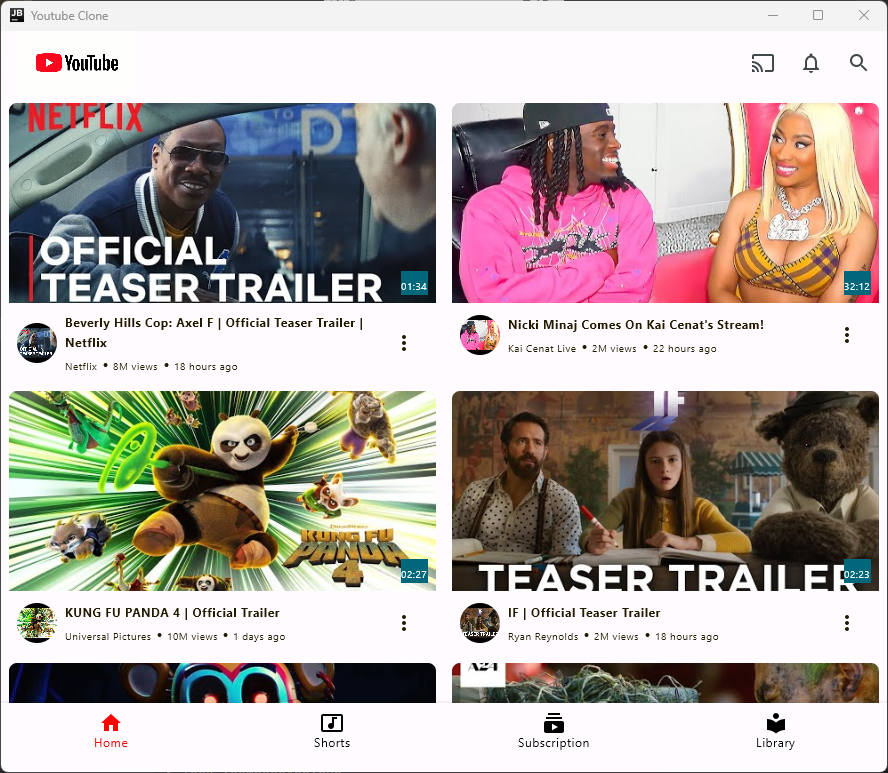 JB
Youtube Clone
YouTube
NETFLIX
OFFICIAL
TEASER TRAILER
01:34
32:12
Beverly Hills Cop: Axel F | Official Teaser Trailer |
Netflix
Netflix • 8M views • 18 hours ago
Nicki Minaj Comes On Kai Cenat's Stream!
Kai Cenat Live • 2M views • 22 hours ago
KUNG FU
PANDA
4
02:27
IF
TEASER TRAILER
02:23
KUNG FU PANDA 4 | Official Trailer
Universal Pictures • 10M views • 1 days ago
IF | Official Teaser Trailer
Ryan Reynolds • 2M views • 18 hours ago
A24
Home
Shorts
Subscription
Library